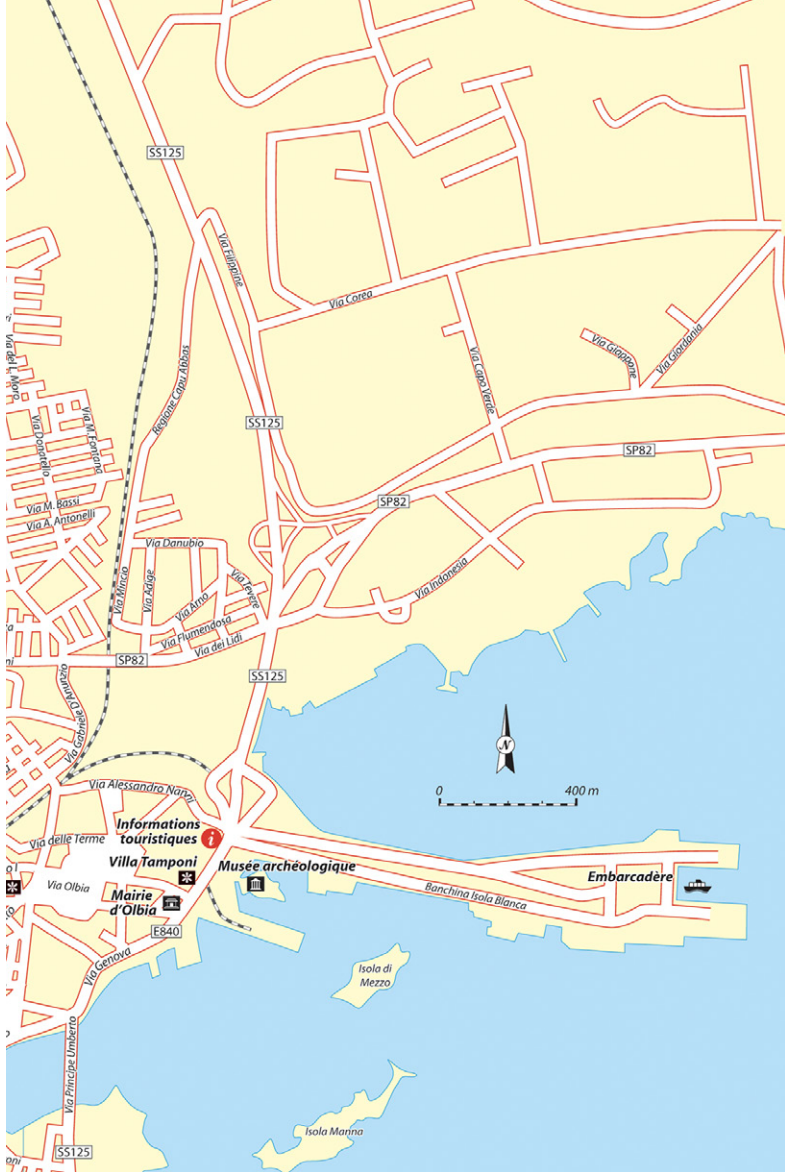 SS125
Via Filippine
Via Corea
Via del L. Moro
Regione Capu Abbas
Via Capo Verde
Via Giappone
Via Giordania
Via Donatello
Via M. Fontana
SS125
SP82
SP82
Via M. Bassi
Via A. Antonelli
Via Danubio
Via Mincio
Via Adige
Via Arno
Via Tevere
Via Indonesia
Via Flumendosa
Via dei Lidi
SP82
SS125
Via Gabriele D'Anunzio
N
0
400 m
Via Alessandro Nanni
Informations
touristiques
i
Via delle Terme
Villa Tamponi
Musée archéologique
Embarcadère
Via Olbia
Mairie
d'Olbia
Banchina Isola Bianca
E840
Via Genova
Isola di
Mezzo
Via Principe Umberto
Isola Manna
SS125